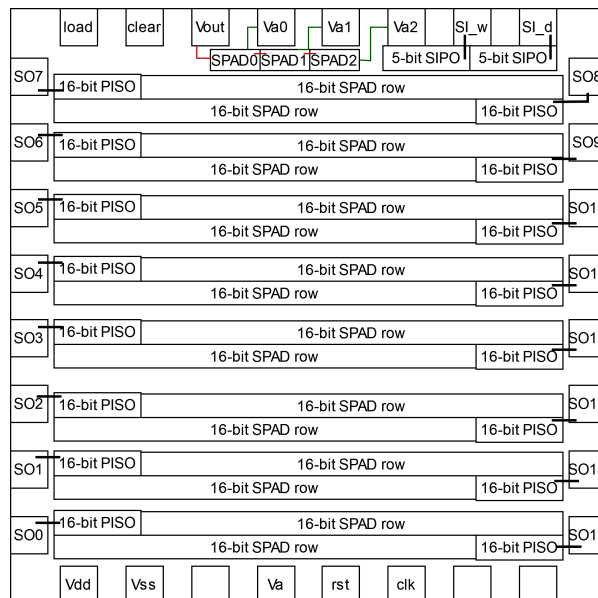 load clear Vout Va0 Va1 Va2 SI_w SI_d
SPAD0 SPAD1 SPAD2 5-bit SIPO 5-bit SIPO
SO7 16-bit PISO 16-bit SPAD row SO8
16-bit SPAD row 16-bit PISO
SO6 16-bit PISO 16-bit SPAD row SO9
16-bit SPAD row 16-bit PISO
SO5 16-bit PISO 16-bit SPAD row SO1
16-bit SPAD row 16-bit PISO
SO4 16-bit PISO 16-bit SPAD row SO1
16-bit SPAD row 16-bit PISO
SO3 16-bit PISO 16-bit SPAD row SO1
16-bit SPAD row 16-bit PISO
SO2 16-bit PISO 16-bit SPAD row SO1
16-bit SPAD row 16-bit PISO
SO1 16-bit PISO 16-bit SPAD row SO1
16-bit SPAD row 16-bit PISO
SO0 16-bit PISO 16-bit SPAD row SO1
16-bit SPAD row 16-bit PISO
Vdd Vss Va rst clk